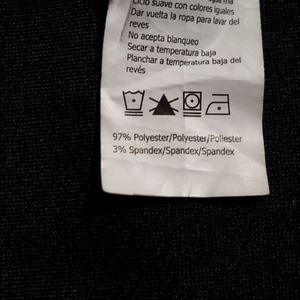 Ciclo suave con colores iguales
Dar vuelta la ropa para lavar del
reves
No acepta blanqueo
Secar a temperatura baja
Planchar a temperatura baja del
revés
97% Polyester/Polyester/Poliester
3% Spandex/Spandex/Spandex